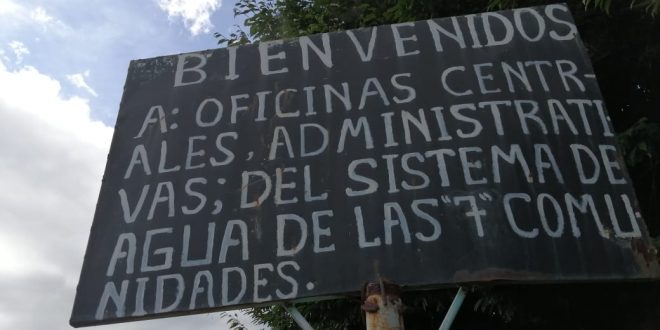 BIENVENIDOS
A: OFICINAS CENTR-
ALES, ADMINISTRATI-
VAS; DEL SISTEMA DE
AGUA DE LAS "7" COMU
NIDADES.